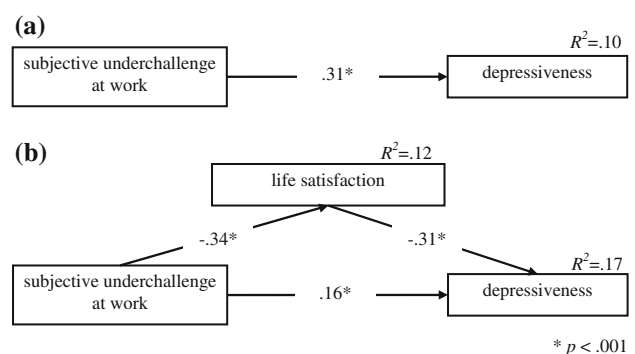 (a)
R²=.10
subjective underchallenge
at work
.31*
depressiveness
(b)
R²=.12
life satisfaction
-.34*
-.31*
R²=.17
subjective underchallenge
at work
.16*
depressiveness
* p < .001